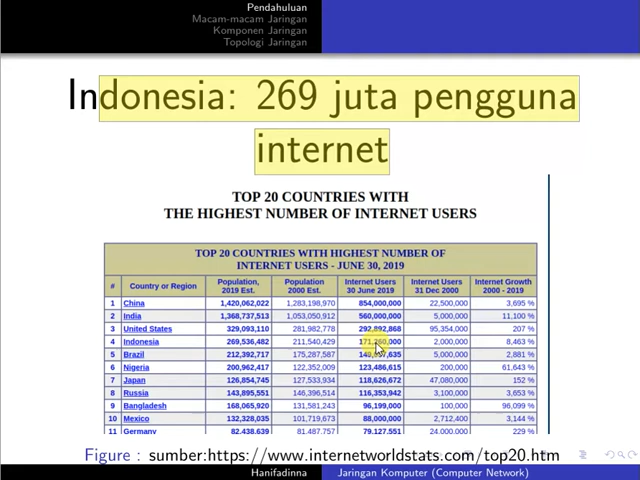 Pendahuluan
Macam-macam Jaringan
Komponen Jaringan
Topologi Jaringan
Indonesia: 269 juta pengguna
internet
TOP 20 COUNTRIES WITH
THE HIGHEST NUMBER OF INTERNET USERS
TOP 20 COUNTRIES WITH HIGHEST NUMBER OF
INTERNET USERS - JUNE 30, 2019
# Country or Region Population, 2019 Est. Population 2000 Est. Internet Users 30 June 2019 Internet Users 31 Dec 2000 Internet Growth 2000 - 2019
1 China 1,420,062,022 1,283,198,970 854,000,000 22,500,000 3,695 %
2 India 1,368,737,513 1,053,050,912 560,000,000 5,000,000 11,100 %
3 United States 329,093,110 281,982,778 292,892,868 95,354,000 207 %
4 Indonesia 269,536,482 211,540,429 171,260,000 2,000,000 8,463 %
5 Brazil 212,392,717 175,287,587 5,000,000 2,881 %
6 Nigeria 200,962,417 122,352,009 123,486,615 200,000 61.643 %
7 Japan 126,854,745 127,533,934 118,626,672 47,080,000 152 %
8 Russia 143,895,551 146,396,514 116,353,942 3,100,000 3,653 %
9 Bangladesh 168,065,920 131,581,243 96,199,000 100,000 96,099 %
10 Mexico 132,328,035 101,719,673 88,000,000 2,712,400 3,144 %
11 Germany 82,438,639 81,487,757 79,127,551 24,000,000 229 %
Figure : sumber:https://www.internetworldstats.com/top20.htm
Hanifadinna Jaringan Komputer (Computer Network)